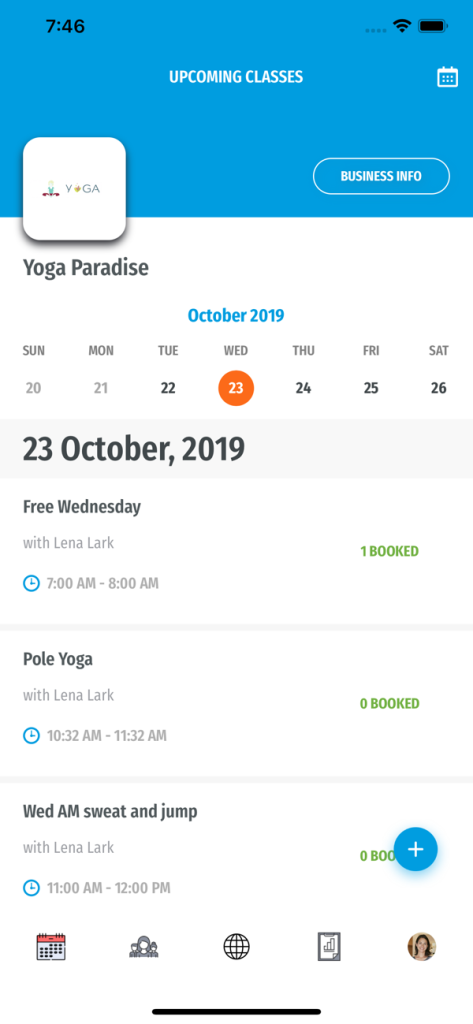 7:46
UPCOMING CLASSES
YOGA
BUSINESS INFO
Yoga Paradise
October 2019
SUN MON TUE WED THU FRI SAT
20 21 22 23 24 25 26
23 October, 2019
Free Wednesday
with Lena Lark
1 BOOKED
7:00 AM - 8:00 AM
Pole Yoga
with Lena Lark
0 BOOKED
10:32 AM - 11:32 AM
Wed AM sweat and jump
with Lena Lark
0 BOO
+
11:00 AM - 12:00 PM